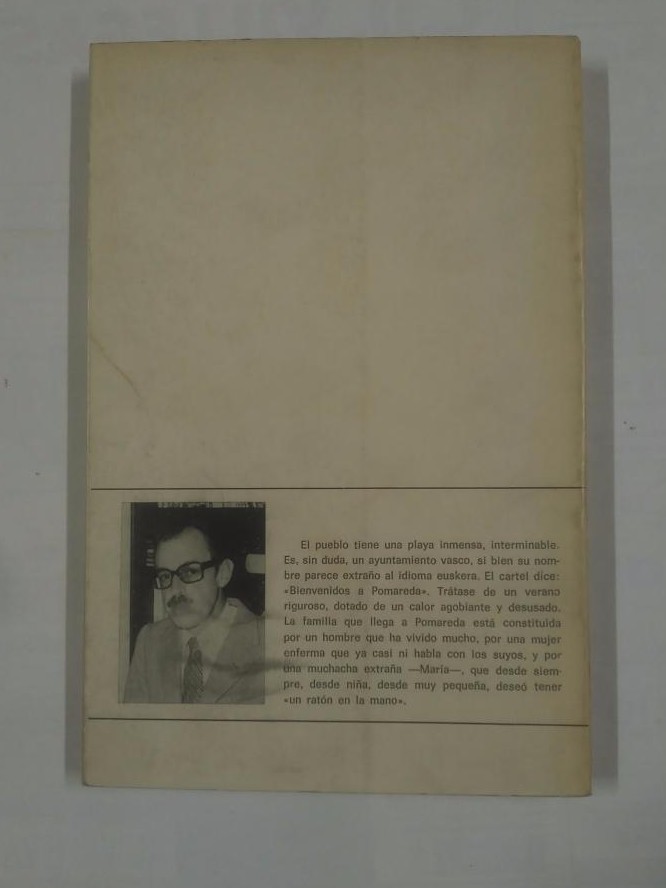 El pueblo tiene una playa inmensa, interminable.
Es, sin duda, un ayuntamiento vasco, si bien su nom-
bre parece extraño al idioma euskera. El cartel dice:
«Bienvenidos a Pomareda». Trátase de un verano
riguroso, dotado de un calor agobiante y desusado.
La familla que llega a Pomareda está constituida
por un hombre que ha vivido mucho, por una mujer
enferma que ya casi ni habla con los suyos, y por
una muchacha extraña —María—, que desde siem-
pre, desde niña, desde muy pequeña, deseó tener
«un ratón en la mano».